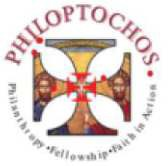 PHILOPTOCHOS
Philanthropy · Fellowship · Faith in Action